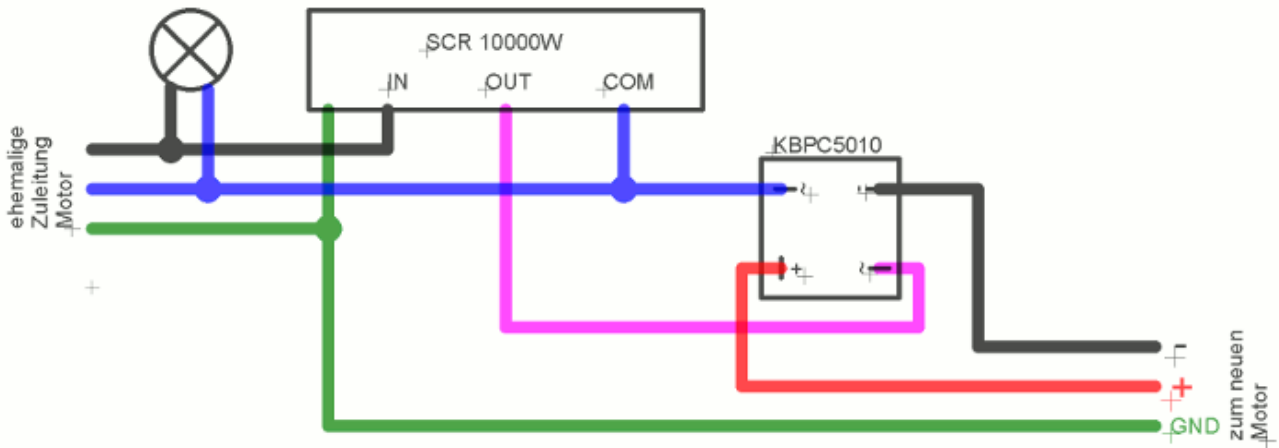 SCR 10000W
IN
OUT
COM
KBPC5010
ehemalige
Zuleitung
Motor
~
-
+
~
-
+
GND
zum neuen
Motor